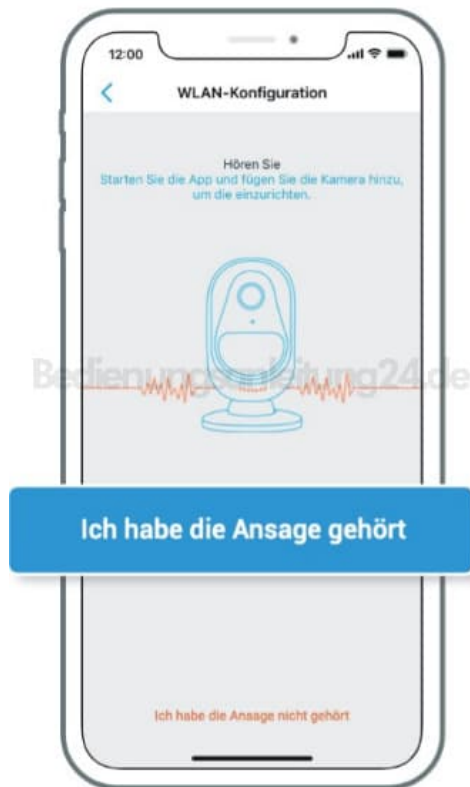 12:00
WLAN-Konfiguration
Hören Sie
Starten Sie die App und fügen Sie die Kamera hinzu,
um die einzurichten.
Bedienungsanleitung24.de
Ich habe die Ansage gehört
Ich habe die Ansage nicht gehört